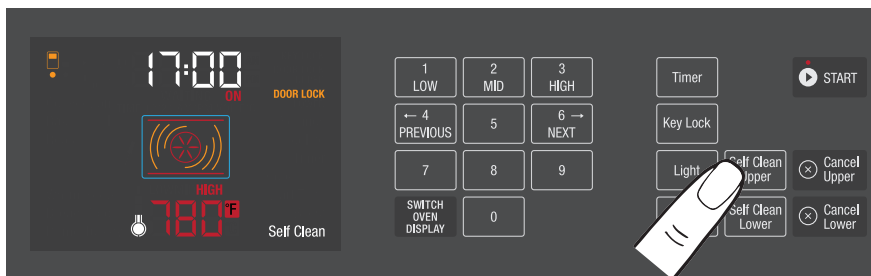 17:00
ON
DOOR LOCK
HIGH
780°F
Self Clean
1
LOW
2
MID
3
HIGH
← 4
PREVIOUS
5
6 →
NEXT
7
8
9
SWITCH
OVEN
DISPLAY
0
Timer
Key Lock
Light
Self Clean
Upper
Self Clean
Lower
START
Cancel
Upper
Cancel
Lower